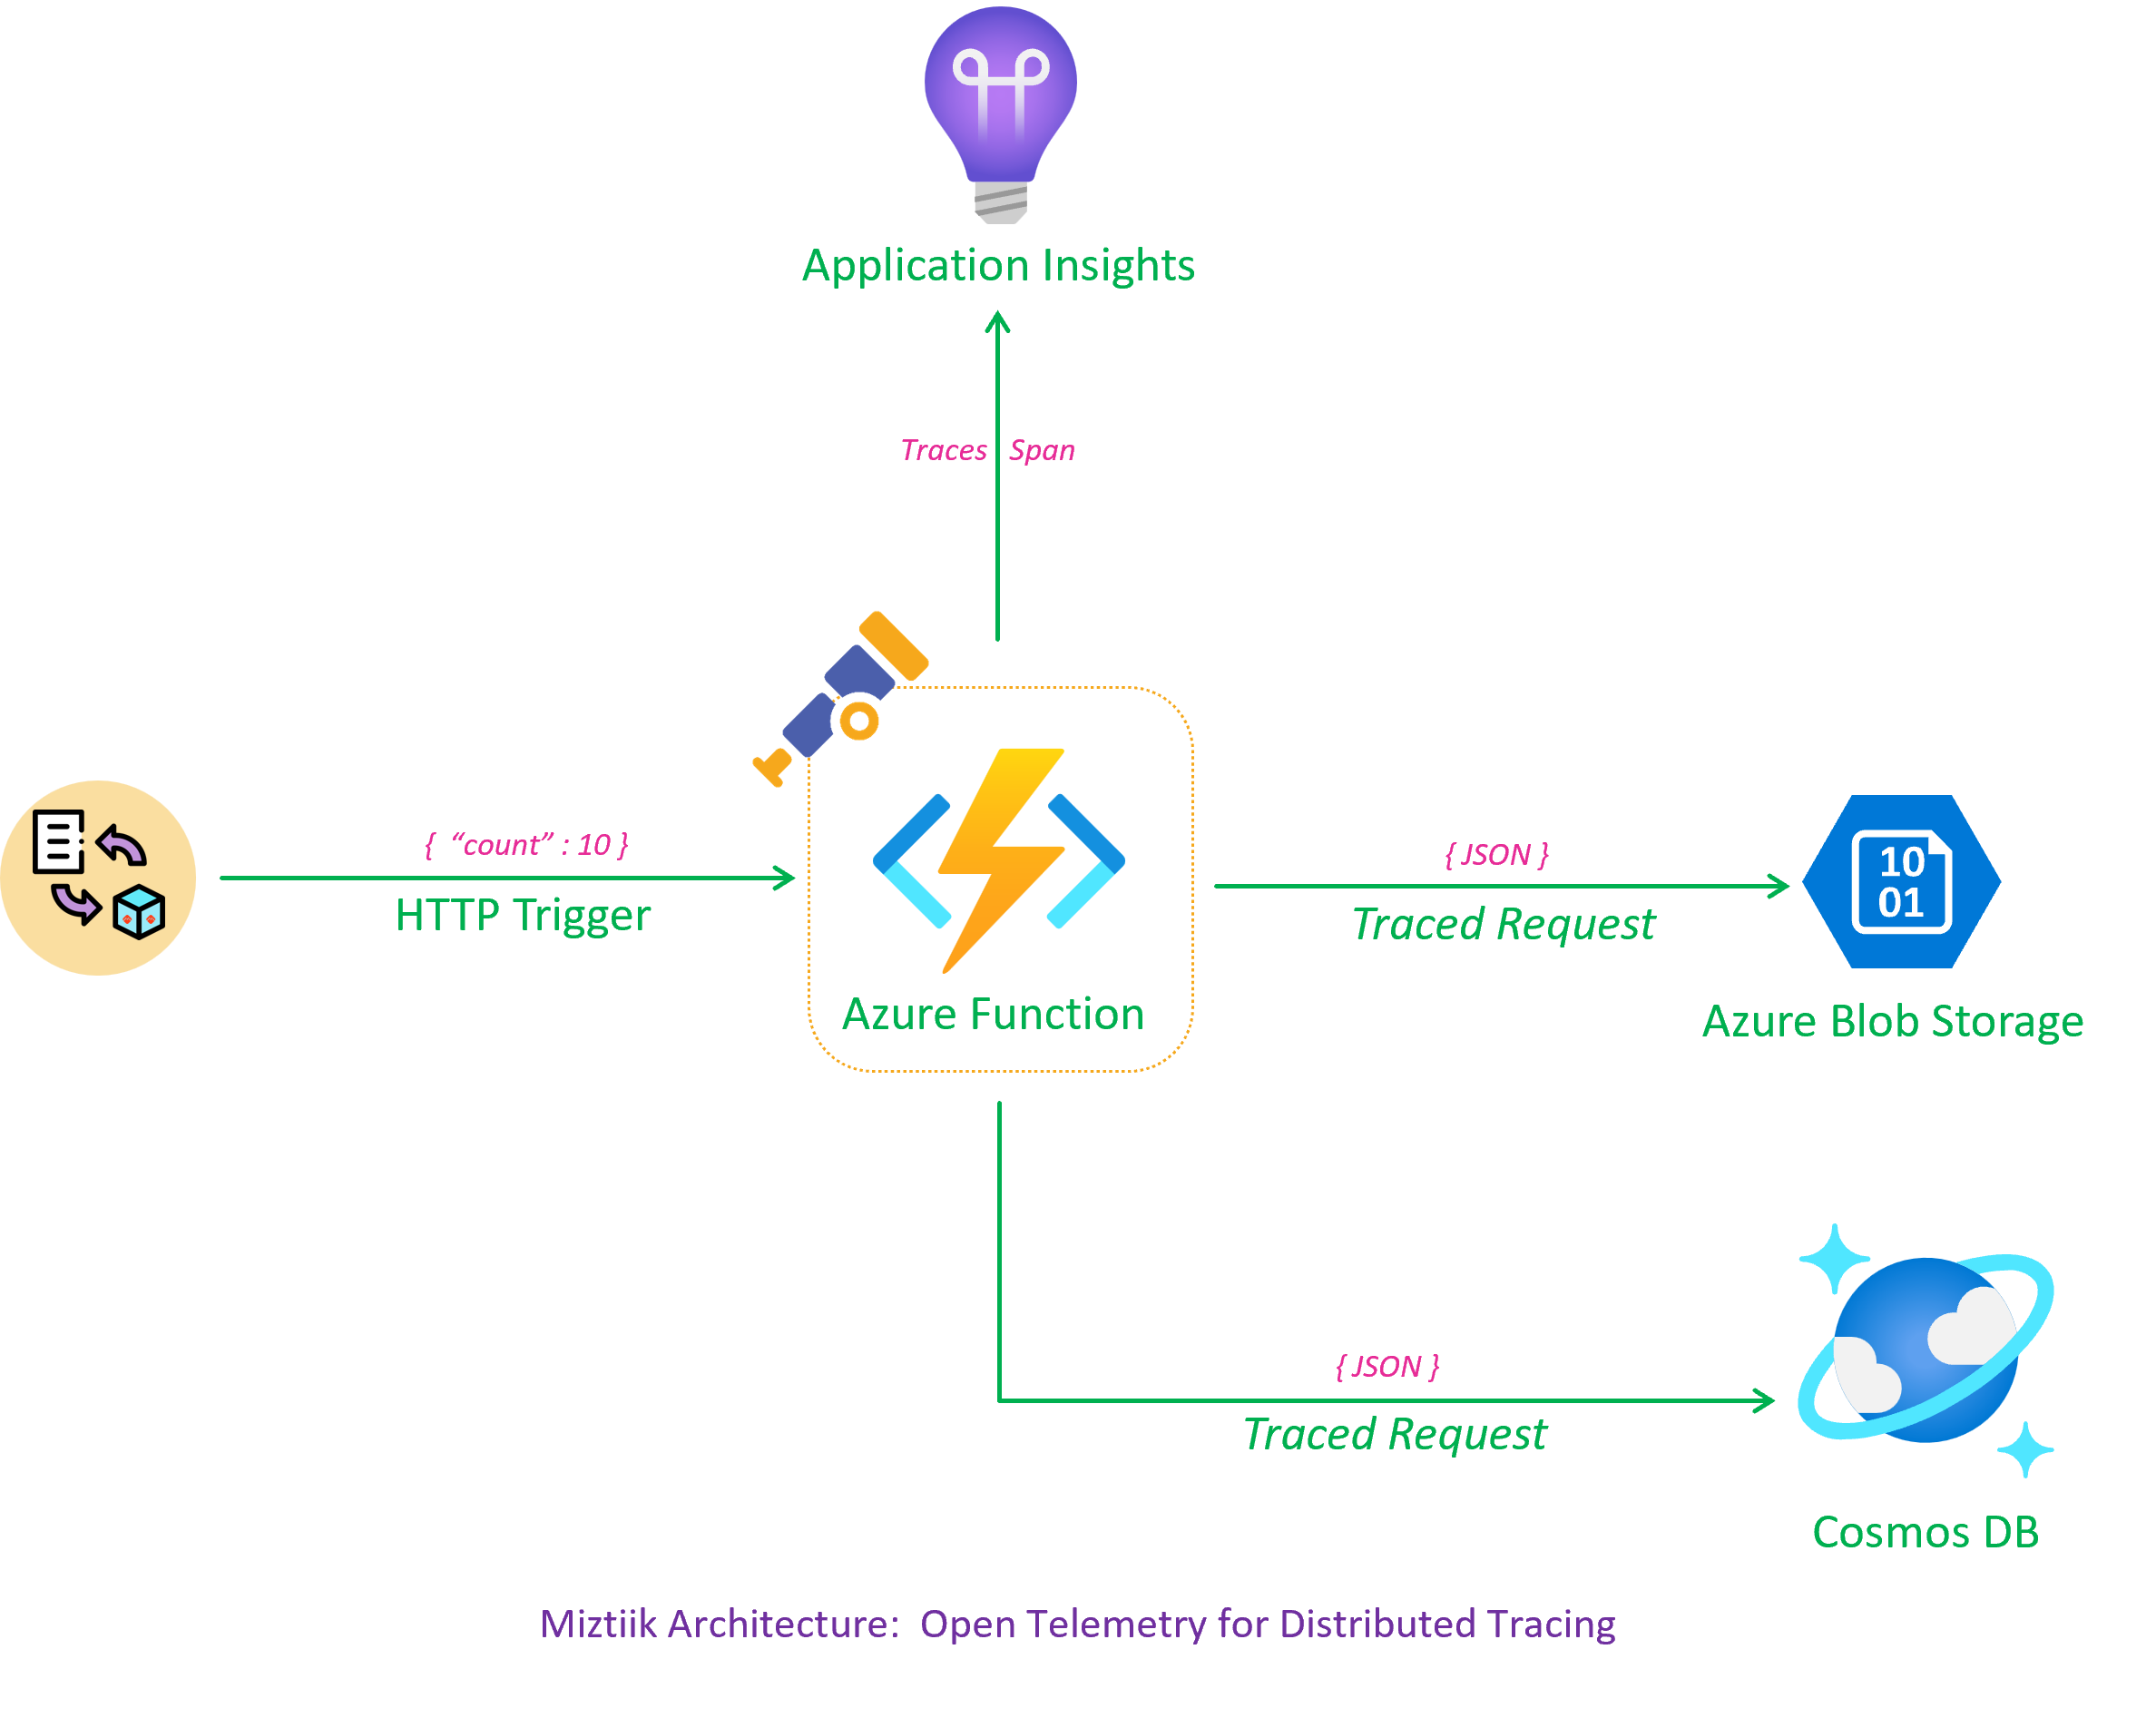 Application Insights
Traces Span
{ “count” : 10 }
HTTP Trigger
Azure Function
{ JSON }
Traced Request
10
01
Azure Blob Storage
{ JSON }
Traced Request
Cosmos DB
Miztiik Architecture: Open Telemetry for Distributed Tracing